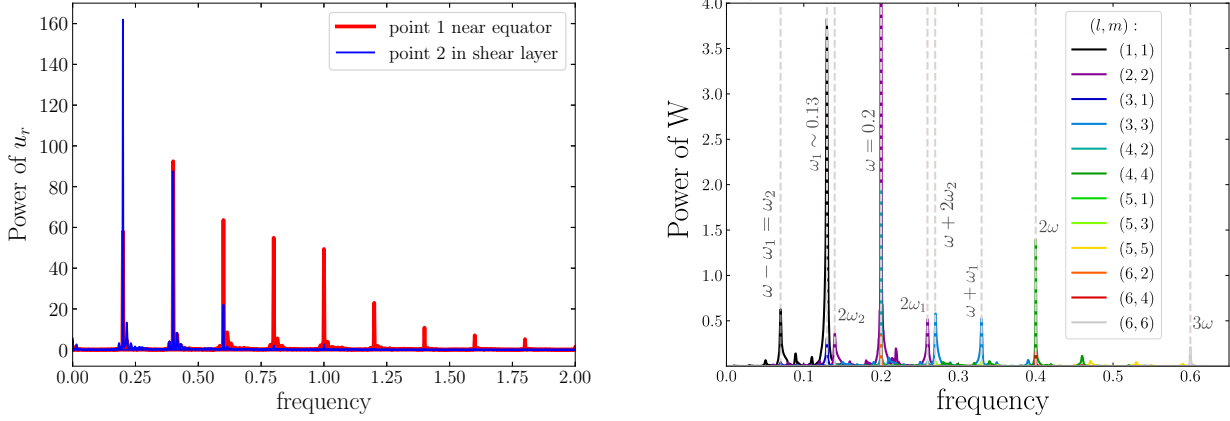 Power of u_r
160
140
120
100
80
60
40
20
0
0.00
0.25
0.50
0.75
1.00
1.25
1.50
1.75
2.00
frequency
point 1 near equator
point 2 in shear layer
Power of W
4.0
3.5
3.0
2.5
2.0
1.5
1.0
0.5
0.0
0.1
0.2
0.3
0.4
0.5
0.6
frequency
ω − ω₁ = ω₂
ω₁ ∼ 0.13
2ω₂
ω = 0.2
2ω₁
ω + 2ω₂
ω + ω₁
2ω
3ω
(l, m) :
(1, 1)
(2, 2)
(3, 1)
(3, 3)
(4, 2)
(4, 4)
(5, 1)
(5, 3)
(5, 5)
(6, 2)
(6, 4)
(6, 6)